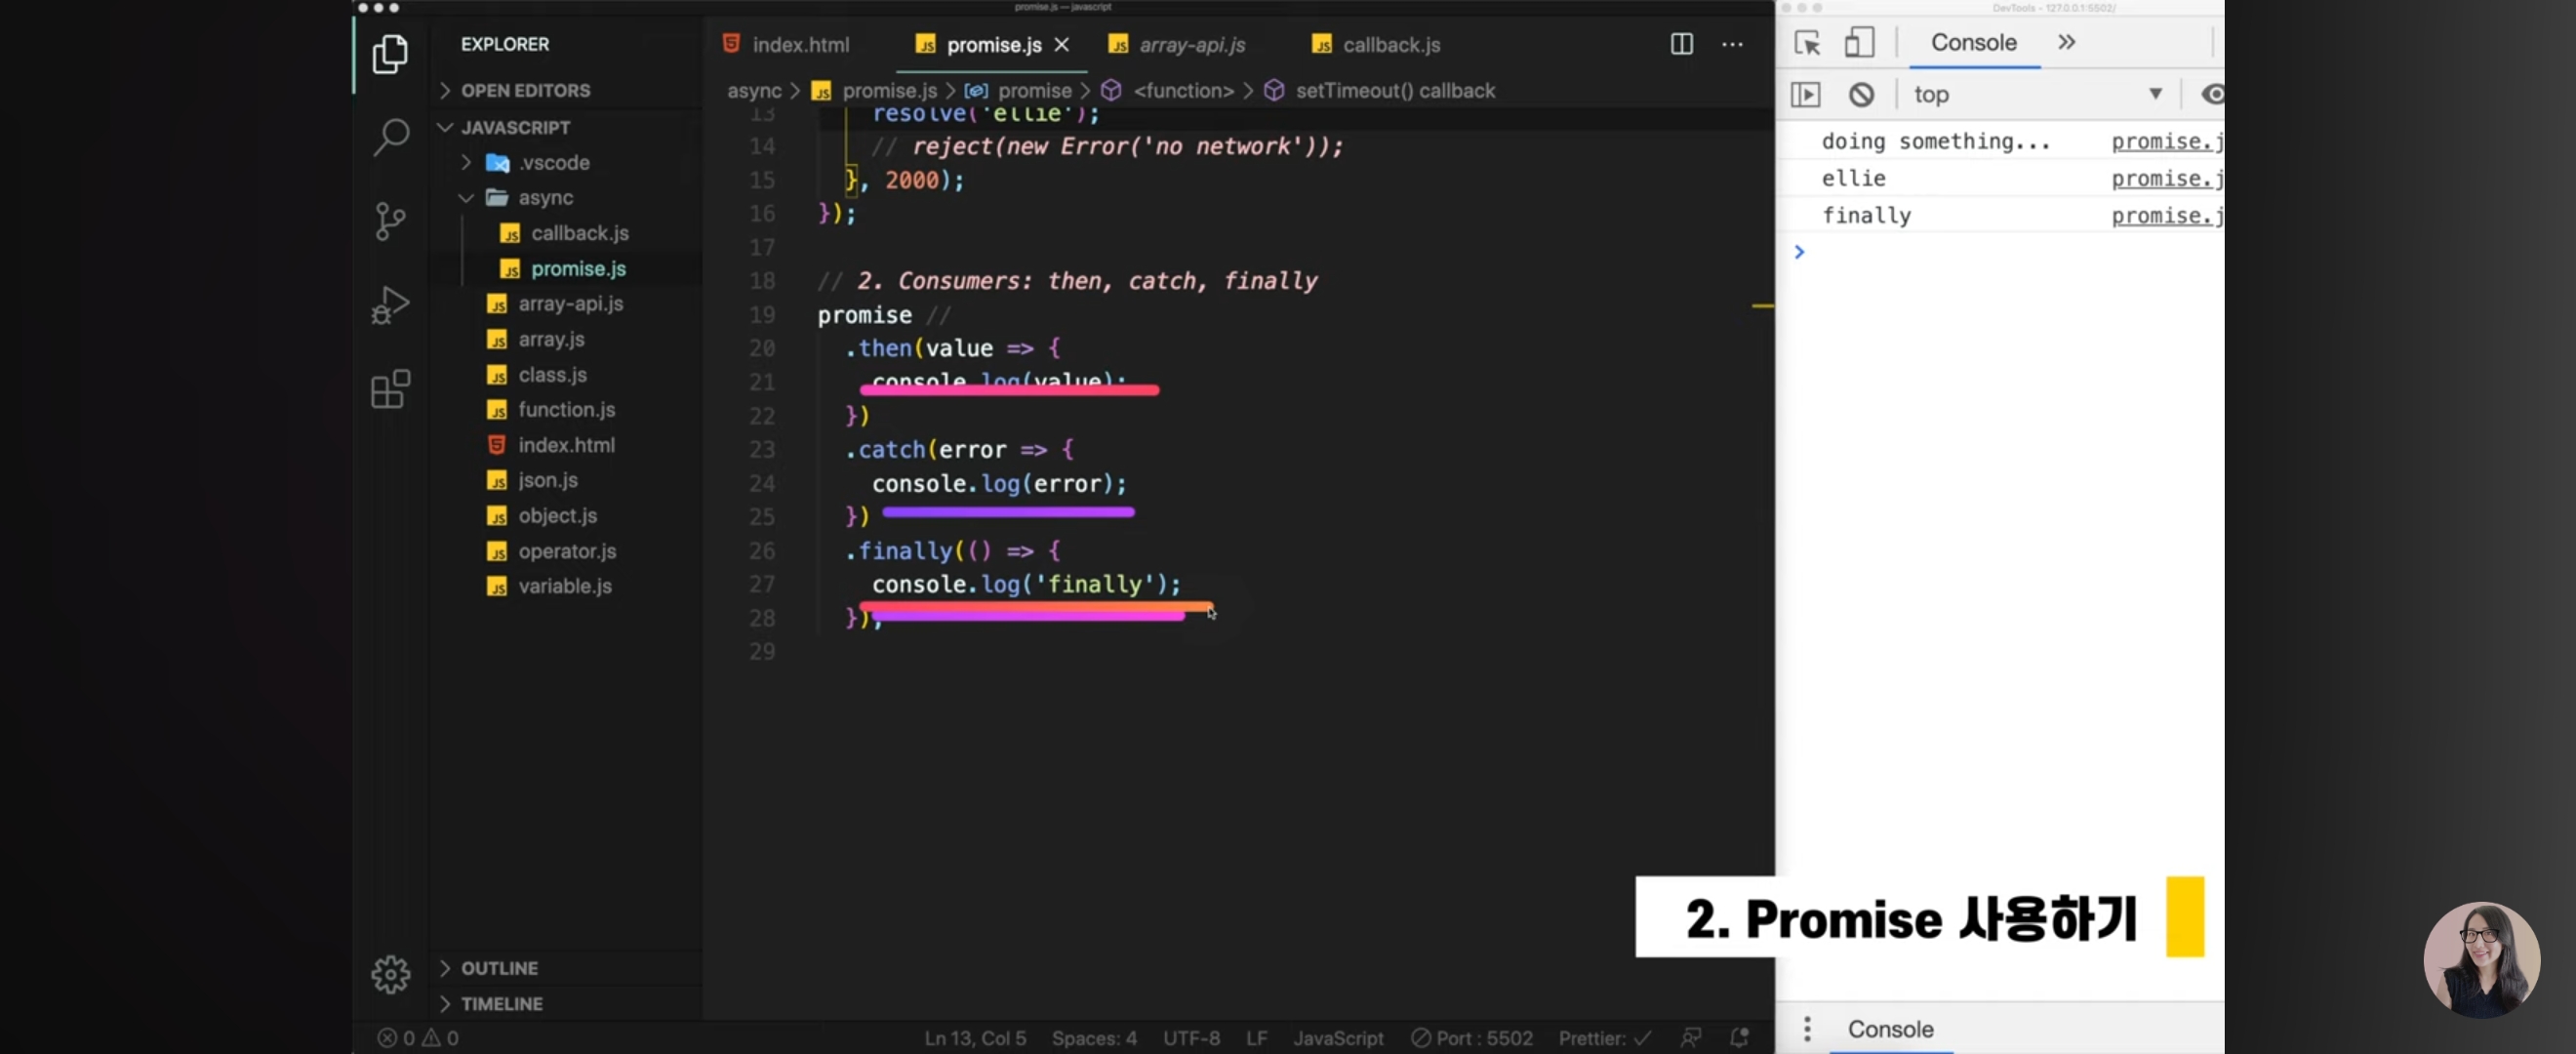 promise.js — javascript
DevTools - 127.0.0.1:5502/
EXPLORER
OPEN EDITORS
JAVASCRIPT
.vscode
async
callback.js
promise.js
array-api.js
array.js
class.js
function.js
index.html
json.js
object.js
operator.js
variable.js
OUTLINE
TIMELINE
index.html
promise.js
array-api.js
callback.js
async > promise.js > promise > <function> > setTimeout() callback
13 resolve('ellie');
14 // reject(new Error('no network'));
15 }, 2000);
16 });
17
18 // 2. Consumers: then, catch, finally
19 promise //
20 .then(value => {
21 console.log(value);
22 })
23 .catch(error => {
24 console.log(error);
25 })
26 .finally(() => {
27 console.log('finally');
28 });
29
Console
top
doing something... promise.j
ellie promise.j
finally promise.j
>
2. Promise 사용하기
Console
0 0
Ln 13, Col 5 Spaces: 4 UTF-8 LF JavaScript Port : 5502 Prettier: ✓